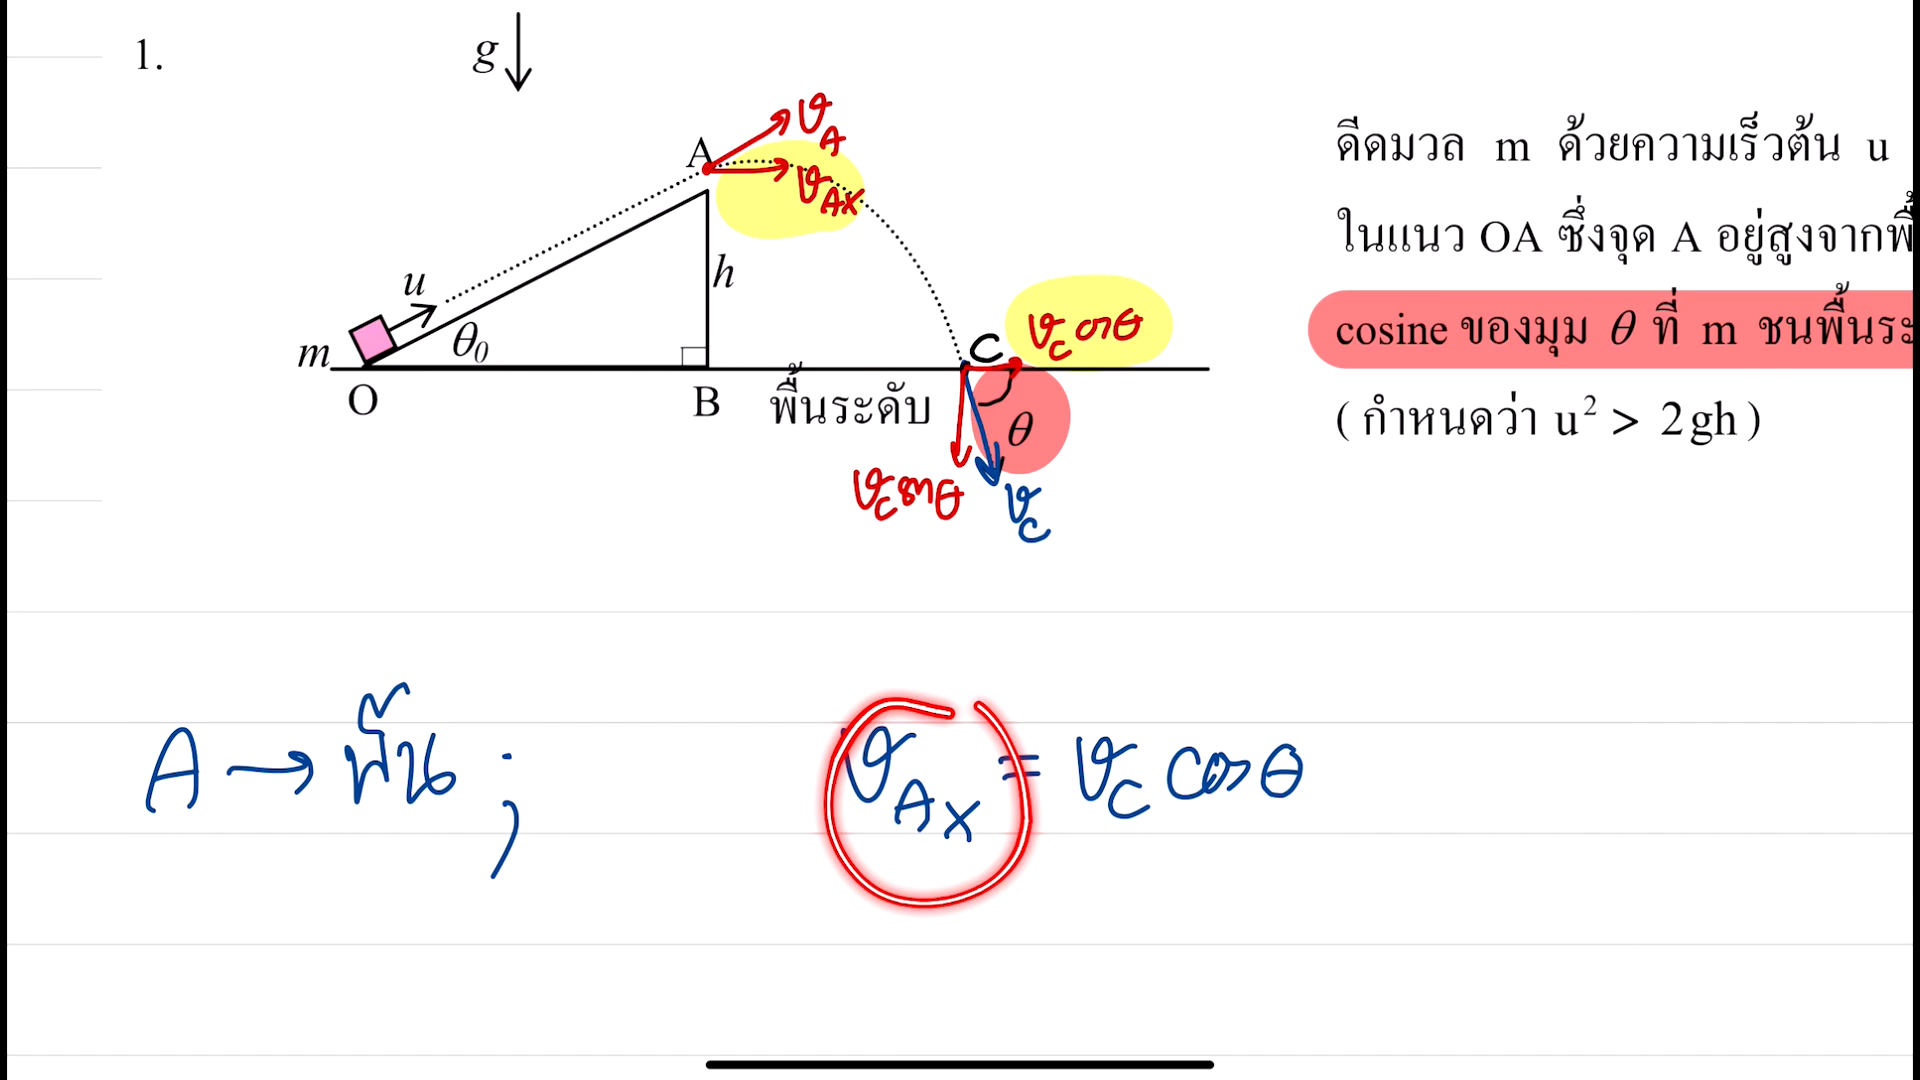 1.
g
A
v_A
v_Ax
h
u
θ₀
m
O
B
พื้นระดับ
C
v_C cosθ
θ
v_C sinθ
v_C
ดีดมวล m ด้วยความเร็วต้น u
ในแนว OA ซึ่งจุด A อยู่สูงจากพื้
cosine ของมุม θ ที่ m ชนพื้นระ
( กำหนดว่า u² > 2gh )
A → พื้น ; v_Ax = v_C cosθ